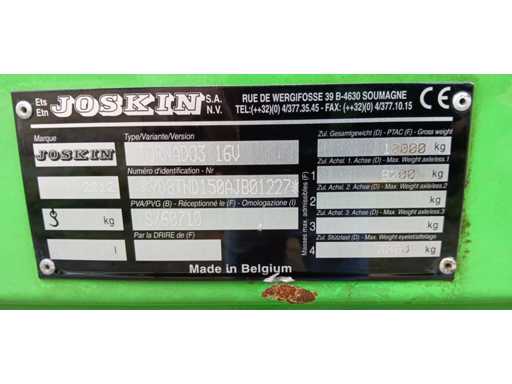 Ets
Etn
JOSKIN S.A.
N.V.
RUE DE WERGIFOSSE 39 B-4630 SOUMAGNE
TEL:(++32)(0) 4/377.35.45 - FAX: (++32)(0) 4/377.10.15
CE
Marque
JOSKIN
Type/Variante/Version
16V
Numéro d'identification - Nr
PVA/PVG (B) - Réceptionné le (F) - Omologazione (I)
Par la DRIRE de (F)
kg
Masses max. admissibles (F)
Zul. Gesamtgewicht (D) - PTAC (F) - Gross weight
kg
Zul. Achsl. 1. Achse (D) - Max. Weight axleless 1
1 kg
Zul. Achsl. 2. Achse (D) - Max. Weight axleless 2
2 kg
Zul. Achsl. 3. Achse (D) - Max. Weight axleless 3
3 kg
Zul. Stützlast (D) - Max. Weight
4 kg
Made in Belgium